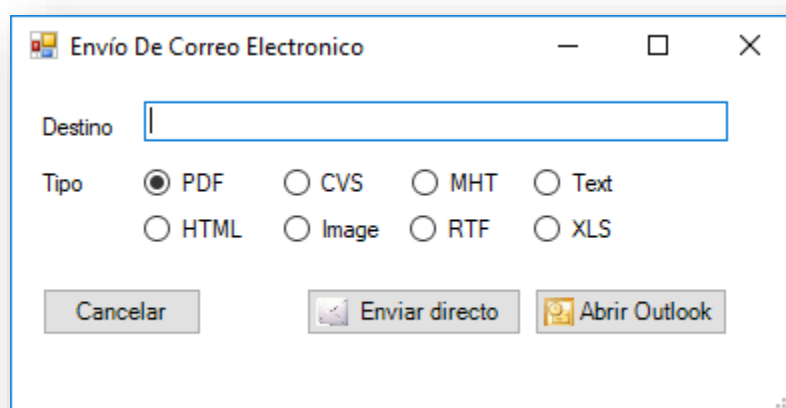 Envío De Correo Electronico
Destino
Tipo PDF CVS MHT Text
HTML Image RTF XLS
Cancelar Enviar directo Abrir Outlook